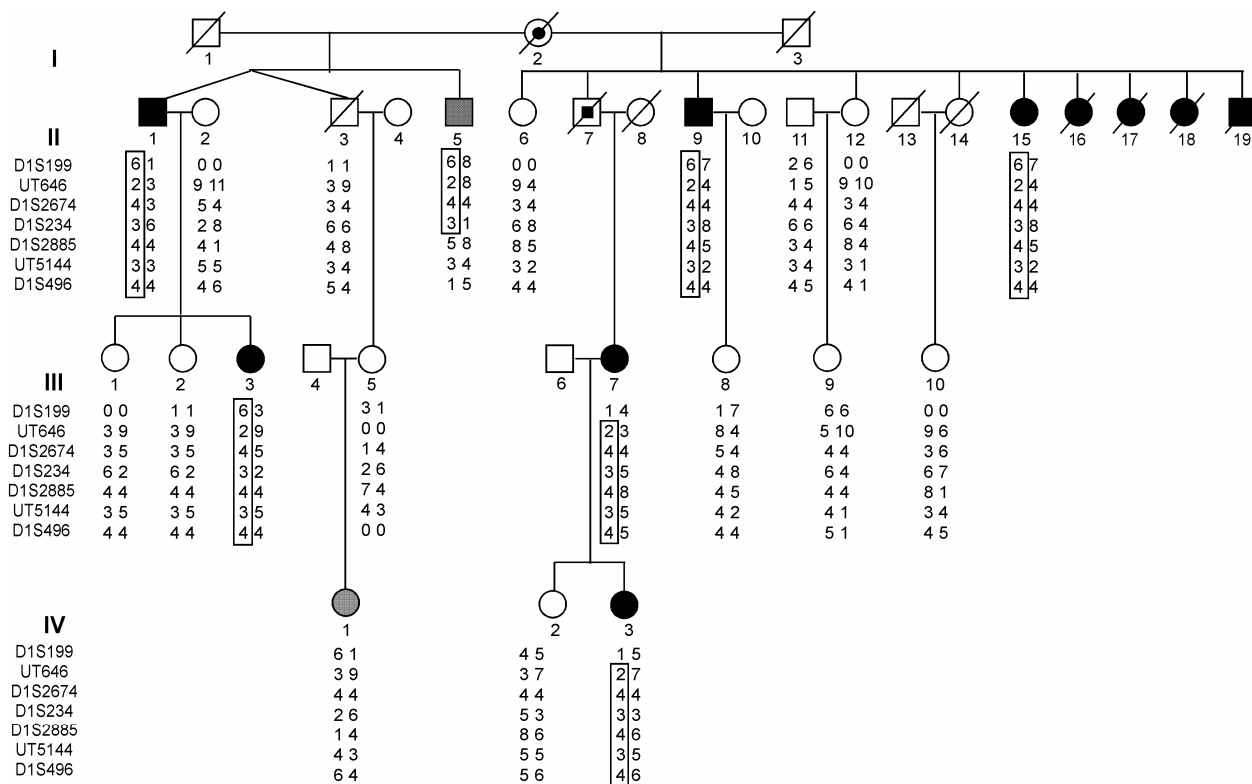 1 2 3
I
II
1 2 3 4 5 6 7 8 9 10 11 12 13 14 15 16 17 18 19
D1S199 6 1 0 0 1 1 6 8 0 0 6 7 2 6 0 0 6 7
UT646 2 3 9 11 3 9 2 8 9 4 2 4 1 5 9 10 2 4
D1S2674 4 3 5 4 3 4 4 4 3 4 4 4 4 4 3 4 4 4
D1S234 3 6 2 8 6 6 3 1 6 8 3 8 6 6 6 4 3 8
D1S2885 4 4 4 1 4 8 5 8 8 5 4 5 3 4 8 4 4 5
UT5144 3 3 5 5 3 4 3 4 3 2 3 2 3 4 3 1 3 2
D1S496 4 4 4 6 5 4 1 5 4 4 4 4 4 5 4 1 4 4
III
1 2 3 4 5 6 7 8 9 10
D1S199 0 0 1 1 6 3 3 1 1 4 1 7 6 6 0 0
UT646 3 9 3 9 2 9 0 0 2 3 8 4 5 10 9 6
D1S2674 3 5 3 5 4 5 1 4 4 4 5 4 4 4 3 6
D1S234 6 2 6 2 3 2 2 6 3 5 4 8 6 4 6 7
D1S2885 4 4 4 4 4 4 7 4 4 8 4 5 4 4 8 1
UT5144 3 5 3 5 3 5 4 3 3 5 4 2 4 1 3 4
D1S496 4 4 4 4 4 4 0 0 4 5 4 4 5 1 4 5
IV
1 2 3
D1S199 6 1 4 5 1 5
UT646 3 9 3 7 2 7
D1S2674 4 4 4 4 4 4
D1S234 2 6 5 3 3 3
D1S2885 1 4 8 6 4 6
UT5144 4 3 5 5 3 5
D1S496 6 4 5 6 4 6